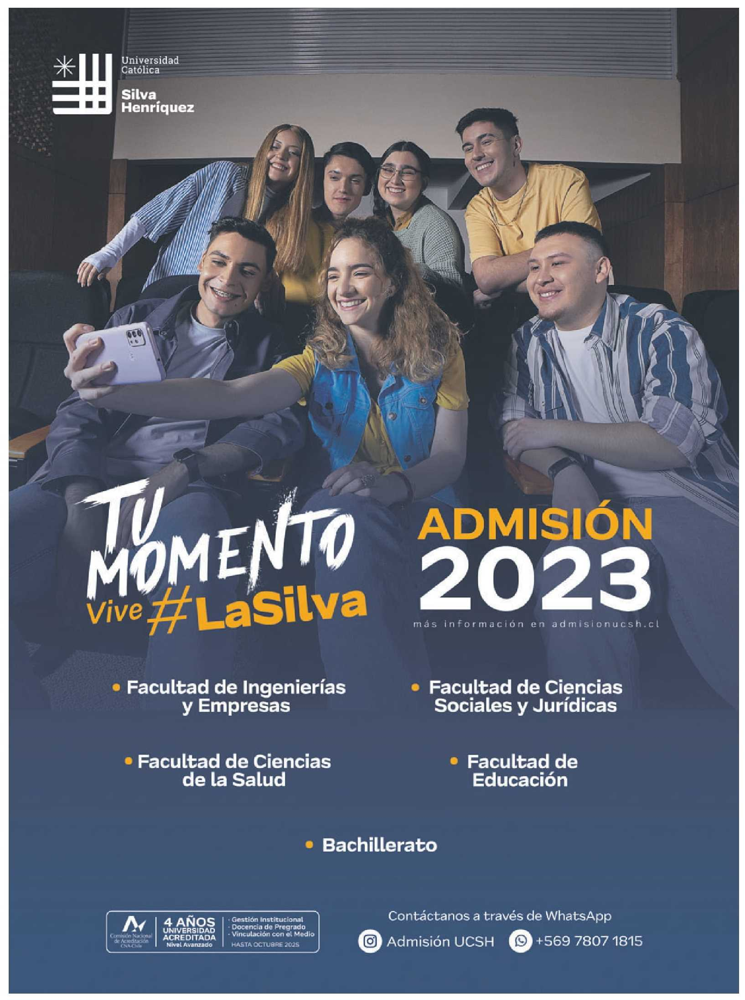 Universidad
Católica
Silva
Henríquez
TU
MOMENTO
Vive #LaSilva
ADMISIÓN
2023
más información en admisionucsh.cl
• Facultad de Ingenierías
y Empresas
• Facultad de Ciencias
Sociales y Jurídicas
• Facultad de Ciencias
de la Salud
• Facultad de
Educación
• Bachillerato
Comisión Nacional
de Acreditación
CNA-Chile
4 AÑOS
UNIVERSIDAD
ACREDITADA
Nivel Avanzado
· Gestión Institucional
· Docencia de Pregrado
· Vinculación con el Medio
HASTA OCTUBRE 2025
Contáctanos a través de WhatsApp
Admisión UCSH
+569 7807 1815